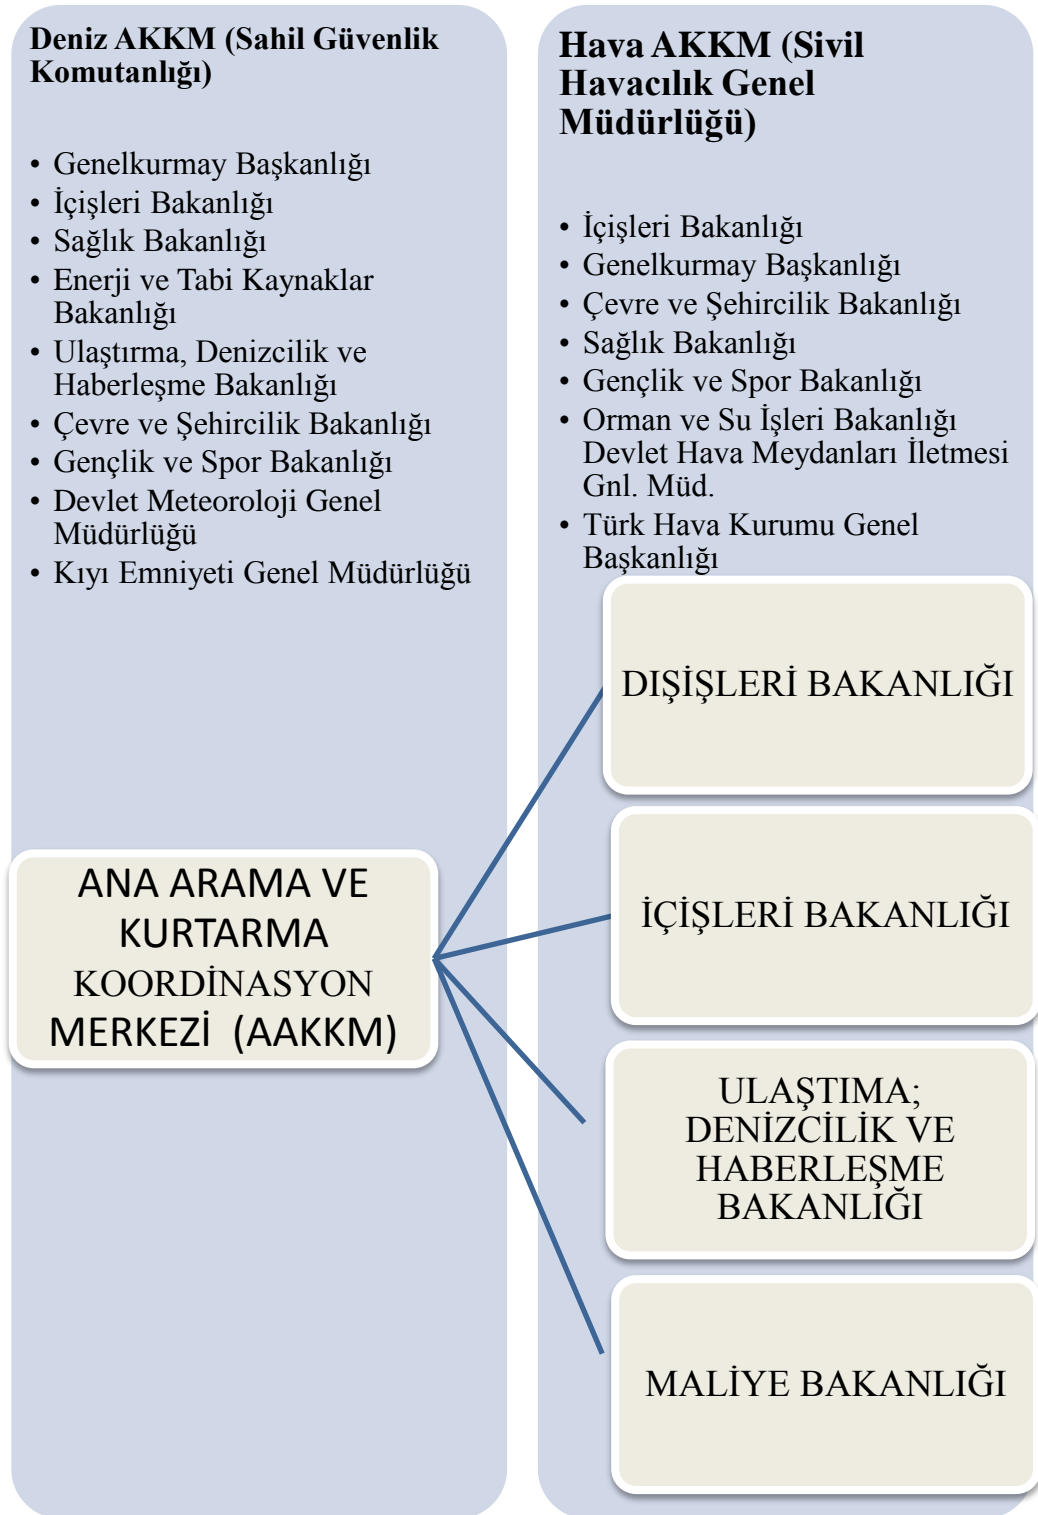 Deniz AKKM (Sahil Güvenlik
Komutanlığı)
• Genelkurmay Başkanlığı
• İçişleri Bakanlığı
• Sağlık Bakanlığı
• Enerji ve Tabi Kaynaklar
Bakanlığı
• Ulaştırma, Denizcilik ve
Haberleşme Bakanlığı
• Çevre ve Şehircilik Bakanlığı
• Gençlik ve Spor Bakanlığı
• Devlet Meteoroloji Genel
Müdürlüğü
• Kıyı Emniyeti Genel Müdürlüğü
Hava AKKM (Sivil
Havacılık Genel
Müdürlüğü)
• İçişleri Bakanlığı
• Genelkurmay Başkanlığı
• Çevre ve Şehircilik Bakanlığı
• Sağlık Bakanlığı
• Gençlik ve Spor Bakanlığı
• Orman ve Su İşleri Bakanlığı
Devlet Hava Meydanları İletmesi
Gnl. Müd.
• Türk Hava Kurumu Genel
Başkanlığı
ANA ARAMA VE
KURTARMA
KOORDİNASYON
MERKEZİ (AAKKM)
DIŞİŞLERİ BAKANLIĞI
İÇİŞLERİ BAKANLIĞI
ULAŞTIMA;
DENİZCİLİK VE
HABERLEŞME
BAKANLIĞI
MALİYE BAKANLIĞI